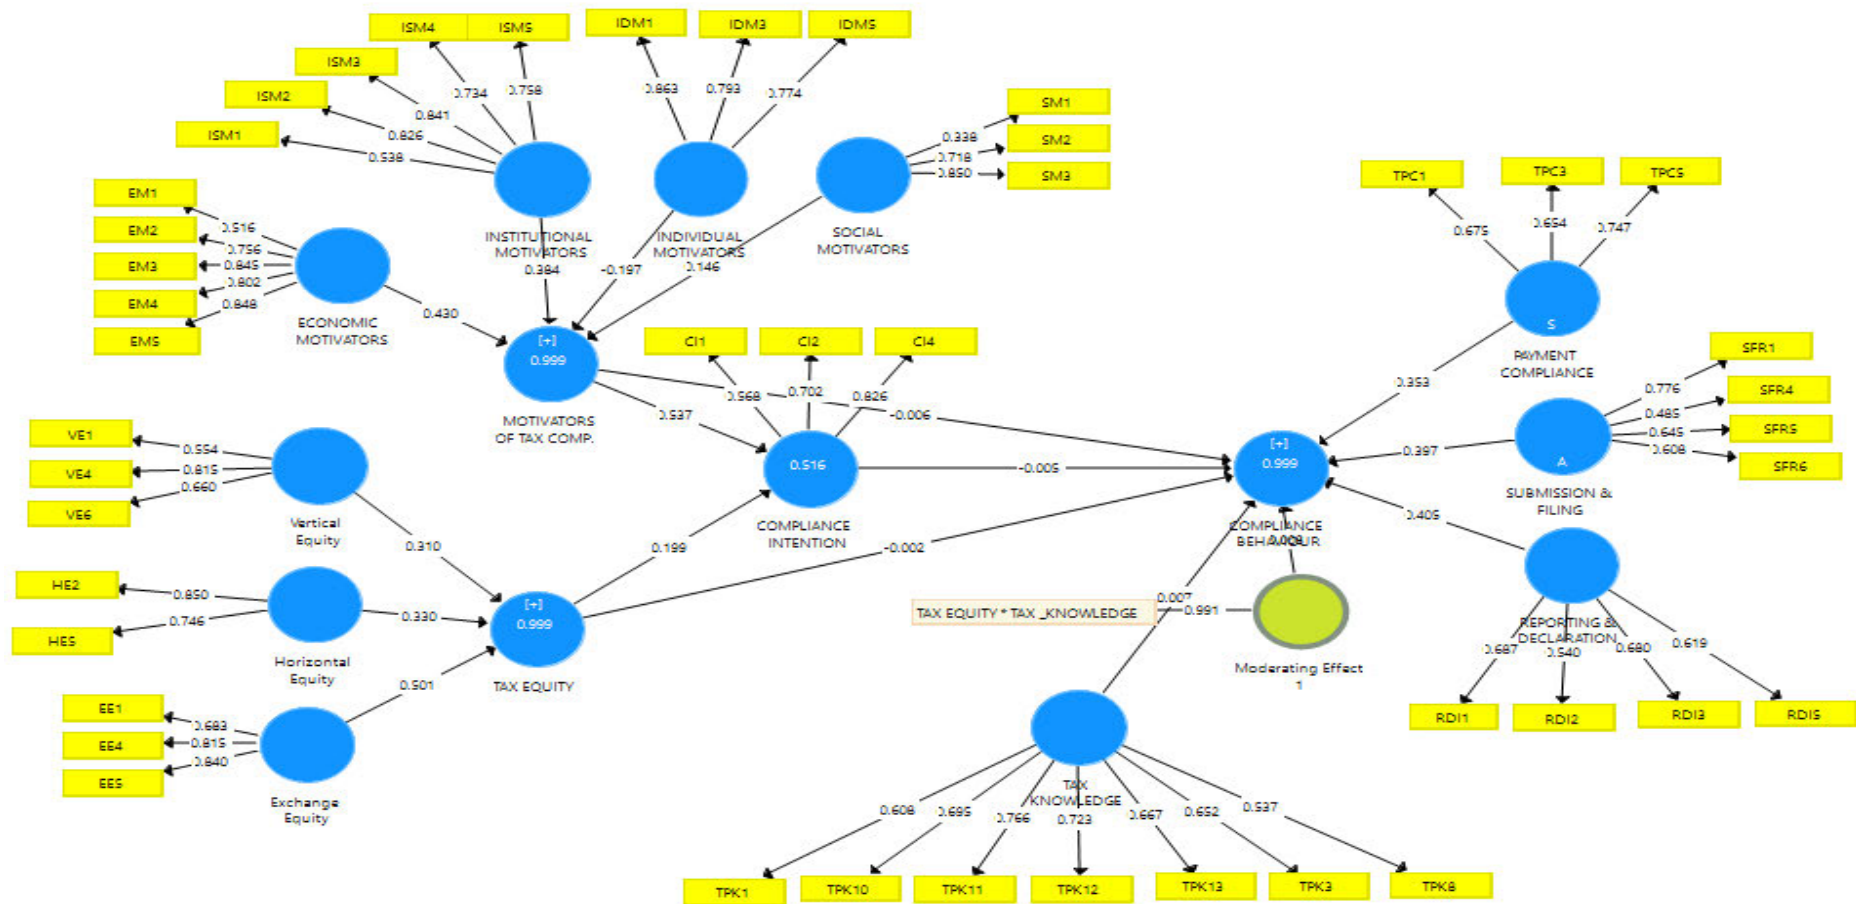 ISM4
ISM5
IDM1
IDM3
IDM5
ISM3
ISM2
ISM1
0.734
0.758
0.863
0.793
0.774
0.841
0.826
0.538
SM1
SM2
SM3
0.338
0.718
0.850
INSTITUTIONAL
MOTIVATORS
INDIVIDUAL
MOTIVATORS
SOCIAL
MOTIVATORS
0.384
-0.197
0.146
EM1
EM2
EM3
EM4
EM5
0.516
0.756
0.845
0.802
0.848
ECONOMIC
MOTIVATORS
0.430
[+]
0.999
MOTIVATORS
OF TAX COMP.
CI1
CI2
CI4
0.568
0.702
0.826
0.537
-0.006
0.516
COMPLIANCE
INTENTION
-0.005
TPC1
TPC3
TPC5
0.675
0.654
0.747
S
PAYMENT
COMPLIANCE
0.353
SFR1
SFR4
SFR5
SFR6
0.776
0.485
0.645
0.608
A
SUBMISSION &
FILING
0.397
[+]
0.999
COMPLIANCE
BEHAVIOUR
0.405
REPORTING &
DECLARATION
0.687
0.540
0.680
0.619
RDI1
RDI2
RDI3
RDI5
VE1
VE4
VE6
0.554
0.815
0.660
Vertical
Equity
0.310
HE2
HE5
0.850
0.746
Horizontal
Equity
0.330
EE1
EE4
EE5
0.683
0.815
0.840
Exchange
Equity
0.501
[+]
0.999
TAX EQUITY
0.199
-0.002
TAX EQUITY * TAX _KNOWLEDGE
0.007
0.991
Moderating Effect
1
TAX
KNOWLEDGE
0.608
0.695
0.766
0.723
0.667
0.652
0.537
TPK1
TPK10
TPK11
TPK12
TPK13
TPK3
TPK8